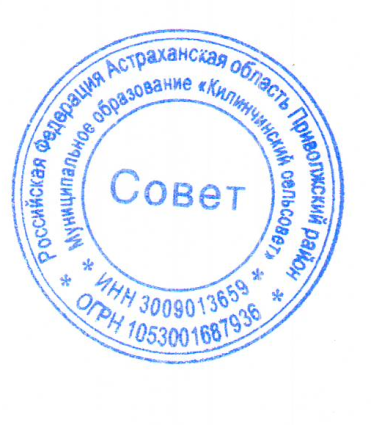 Российская Федерация Астраханская область Приволжский район
Муниципальное образование «Килинчинский сельсовет»
Совет
* ИНН 3009013659 *
* ОГРН 1053001687936 *